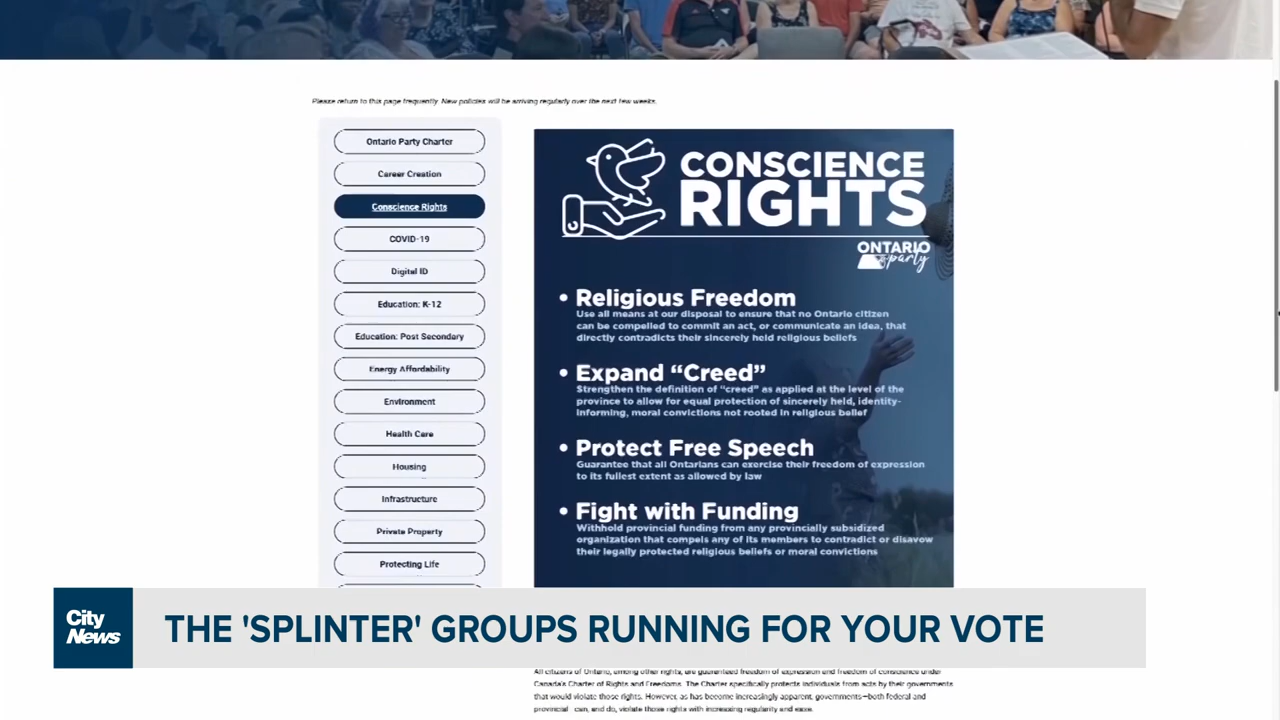 Please return to this page frequently. New policies will be arriving regularly over the next few weeks.
Ontario Party Charter
Career Creation
Conscience Rights
COVID-19
Digital ID
Education: K-12
Education: Post Secondary
Energy Affordability
Environment
Health Care
Housing
Infrastructure
Private Property
Protecting Life
CONSCIENCE
RIGHTS
ONTARIO
party
• Religious Freedom
Use all means at our disposal to ensure that no Ontario citizen
can be compelled to commit an act, or communicate an idea, that
directly contradicts their sincerely held religious beliefs
• Expand “Creed”
Strengthen the definition of “creed” as applied at the level of the
province to allow for equal protection of sincerely held, identity-
informing, moral convictions not rooted in religious belief
• Protect Free Speech
Guarantee that all Ontarians can exercise their freedom of expression
to its fullest extent as allowed by law
• Fight with Funding
Withhold provincial funding from any provincially subsidized
organization that compels any of its members to contradict or disavow
their legally protected religious beliefs or moral convictions
City
News
THE 'SPLINTER' GROUPS RUNNING FOR YOUR VOTE
All citizens of Ontario, among other rights, are guaranteed freedom of expression and freedom of conscience under
Canada's Charter of Rights and Freedoms. The Charter specifically protects individuals from acts by their governments
that would violate those rights. However, as has become increasingly apparent, governments—both federal and
provincial can, and do, violate those rights with increasing regularity and ease.